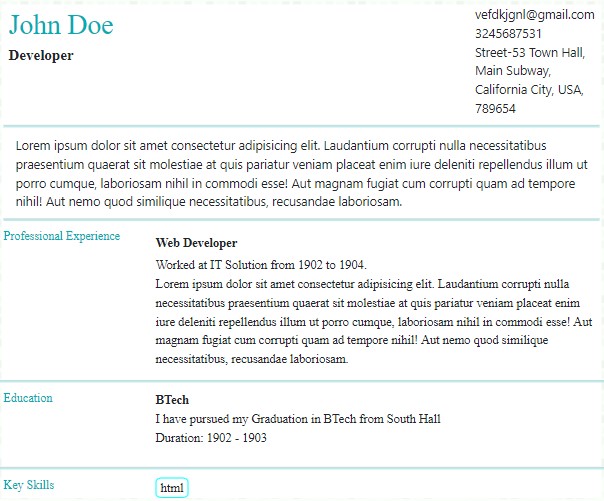 John Doe
Developer
vefdkjgnl@gmail.com
3245687531
Street-53 Town Hall,
Main Subway,
California City, USA,
789654
Lorem ipsum dolor sit amet consectetur adipisicing elit. Laudantium corrupti nulla necessitatibus
praesentium quaerat sit molestiae at quis pariatur veniam placeat enim iure deleniti repellendus illum ut
porro cumque, laboriosam nihil in commodi esse! Aut magnam fugiat cum corrupti quam ad tempore
nihil! Aut nemo quod similique necessitatibus, recusandae laboriosam.
Professional Experience
Web Developer
Worked at IT Solution from 1902 to 1904.
Lorem ipsum dolor sit amet consectetur adipisicing elit. Laudantium corrupti nulla
necessitatibus praesentium quaerat sit molestiae at quis pariatur veniam placeat enim
iure deleniti repellendus illum ut porro cumque, laboriosam nihil in commodi esse! Aut
magnam fugiat cum corrupti quam ad tempore nihil! Aut nemo quod similique
necessitatibus, recusandae laboriosam.
Education
BTech
I have pursued my Graduation in BTech from South Hall
Duration: 1902 - 1903
Key Skills
html